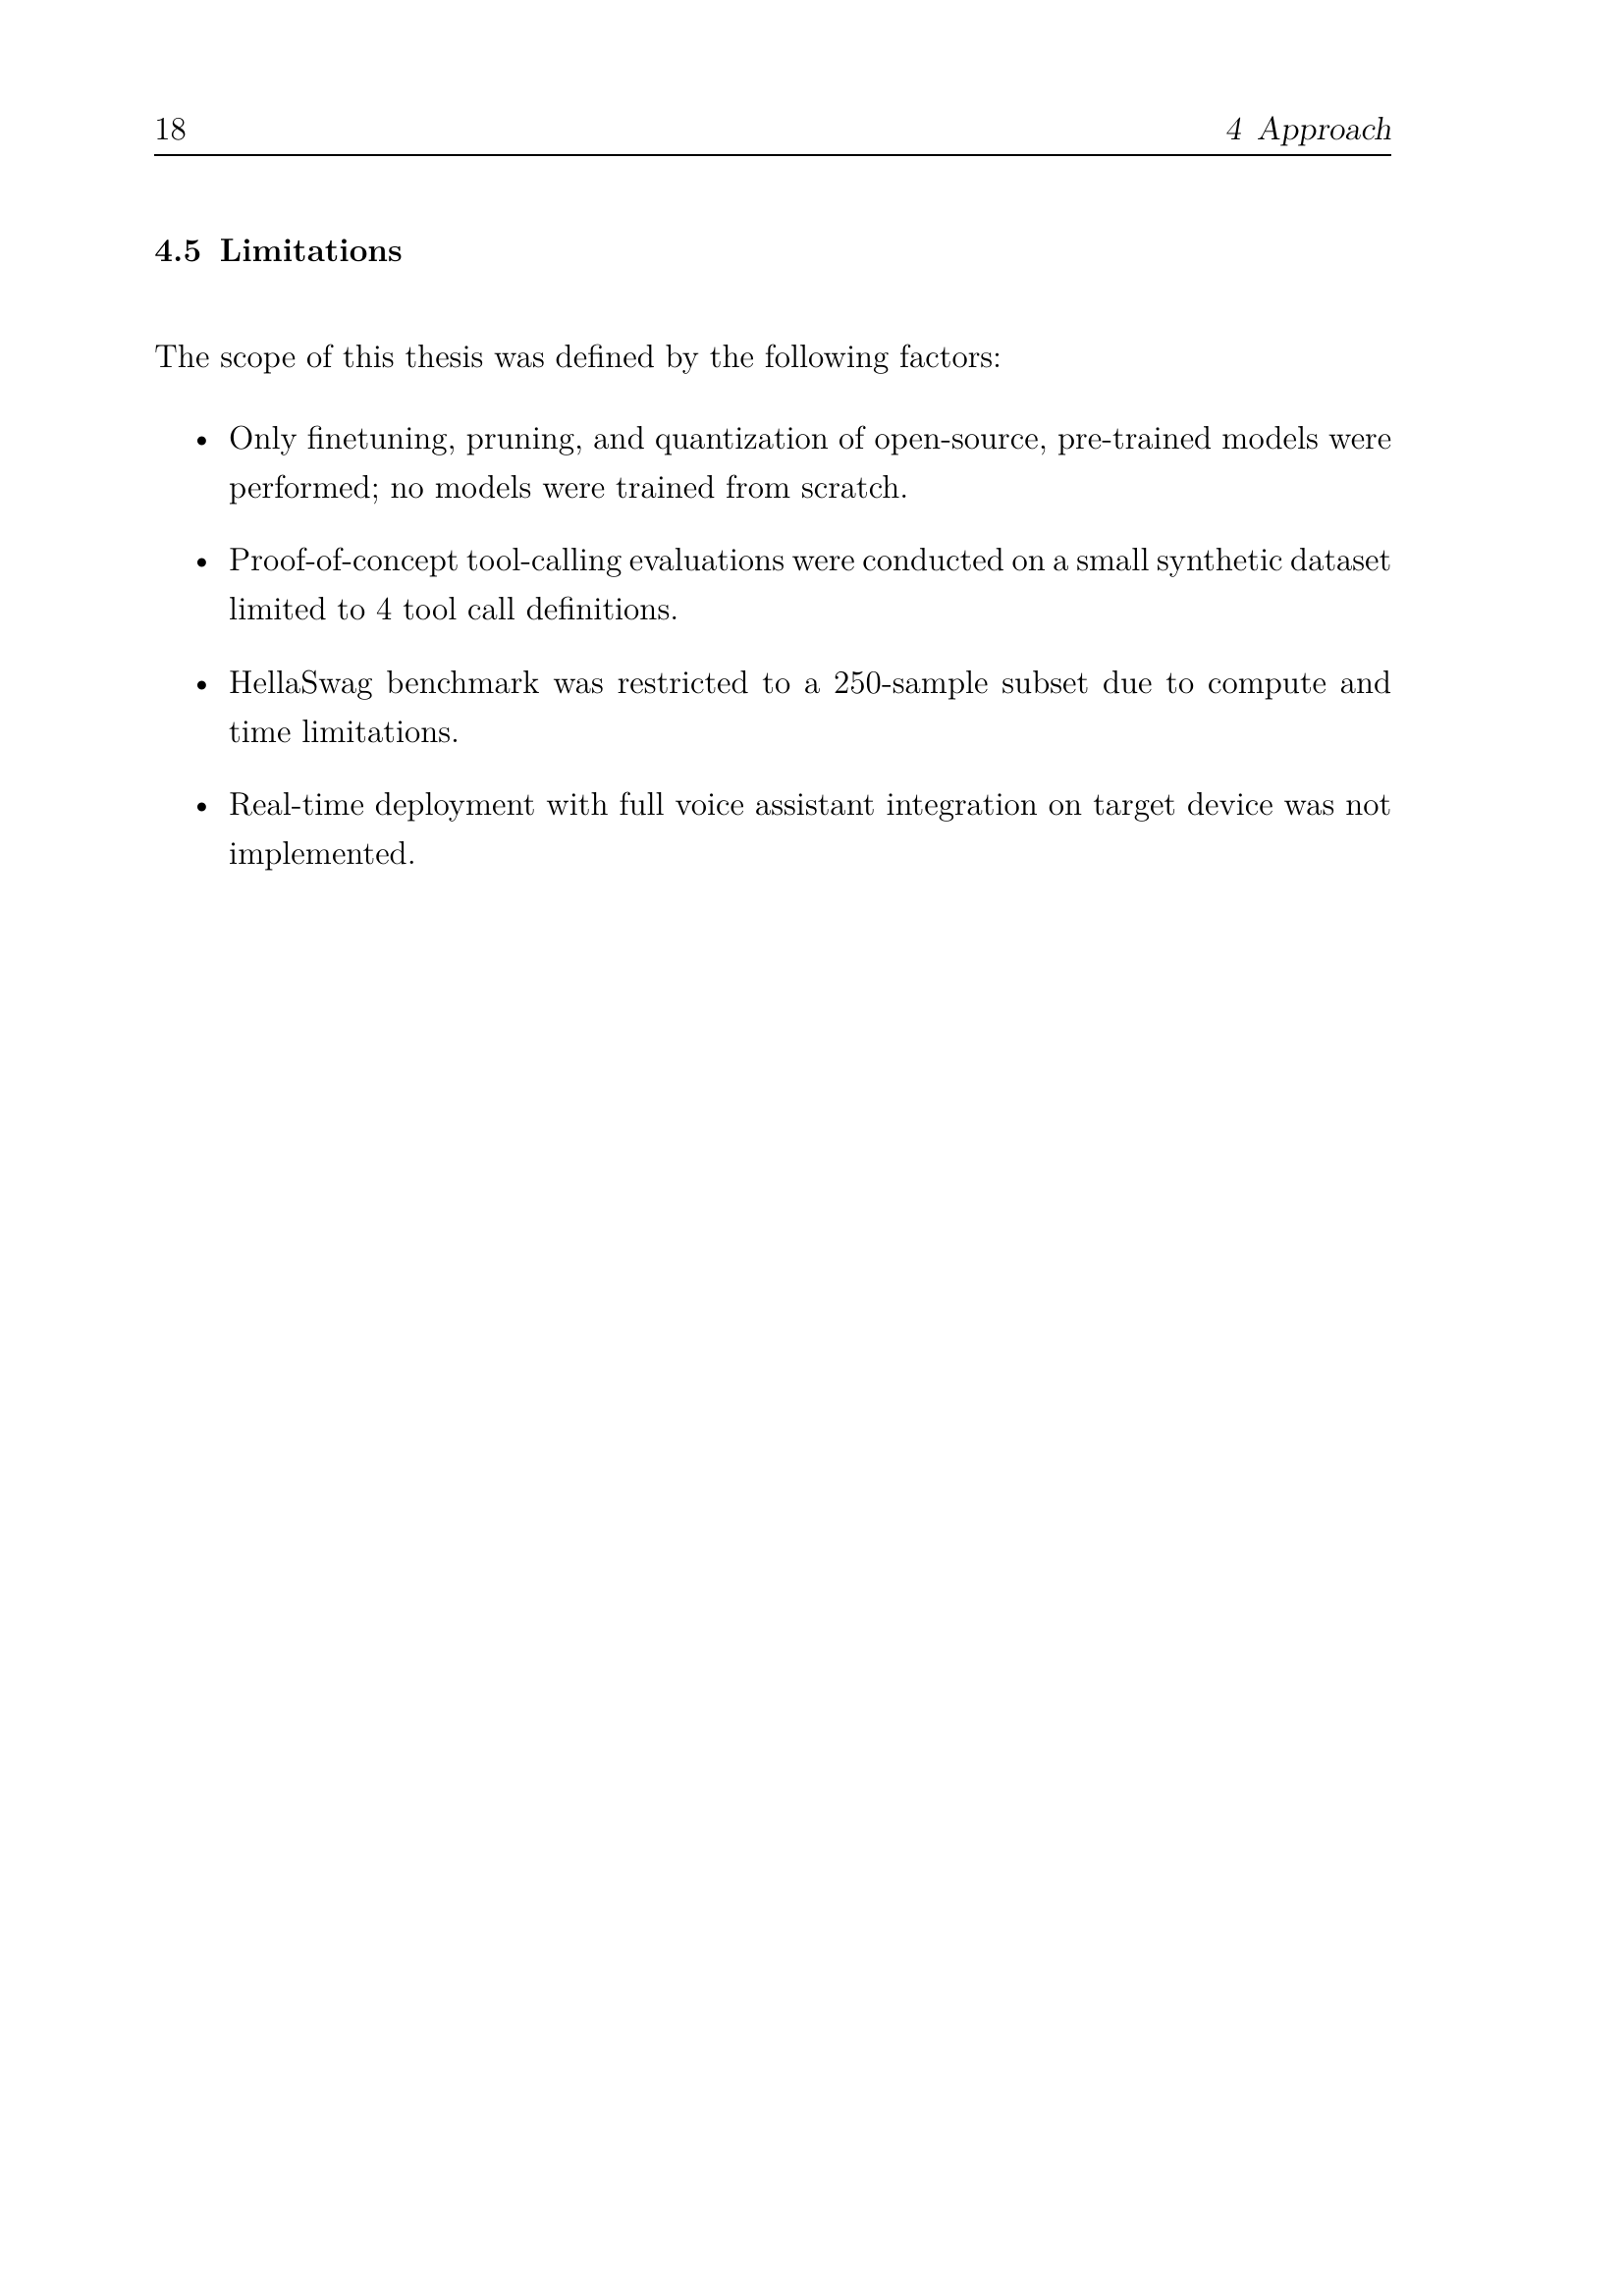 18 4 Approach
4.5 Limitations
The scope of this thesis was defined by the following factors:
• Only finetuning, pruning, and quantization of open-source, pre-trained models were
performed; no models were trained from scratch.
• Proof-of-concept tool-calling evaluations were conducted on a small synthetic dataset
limited to 4 tool call definitions.
• HellaSwag benchmark was restricted to a 250-sample subset due to compute and
time limitations.
• Real-time deployment with full voice assistant integration on target device was not
implemented.